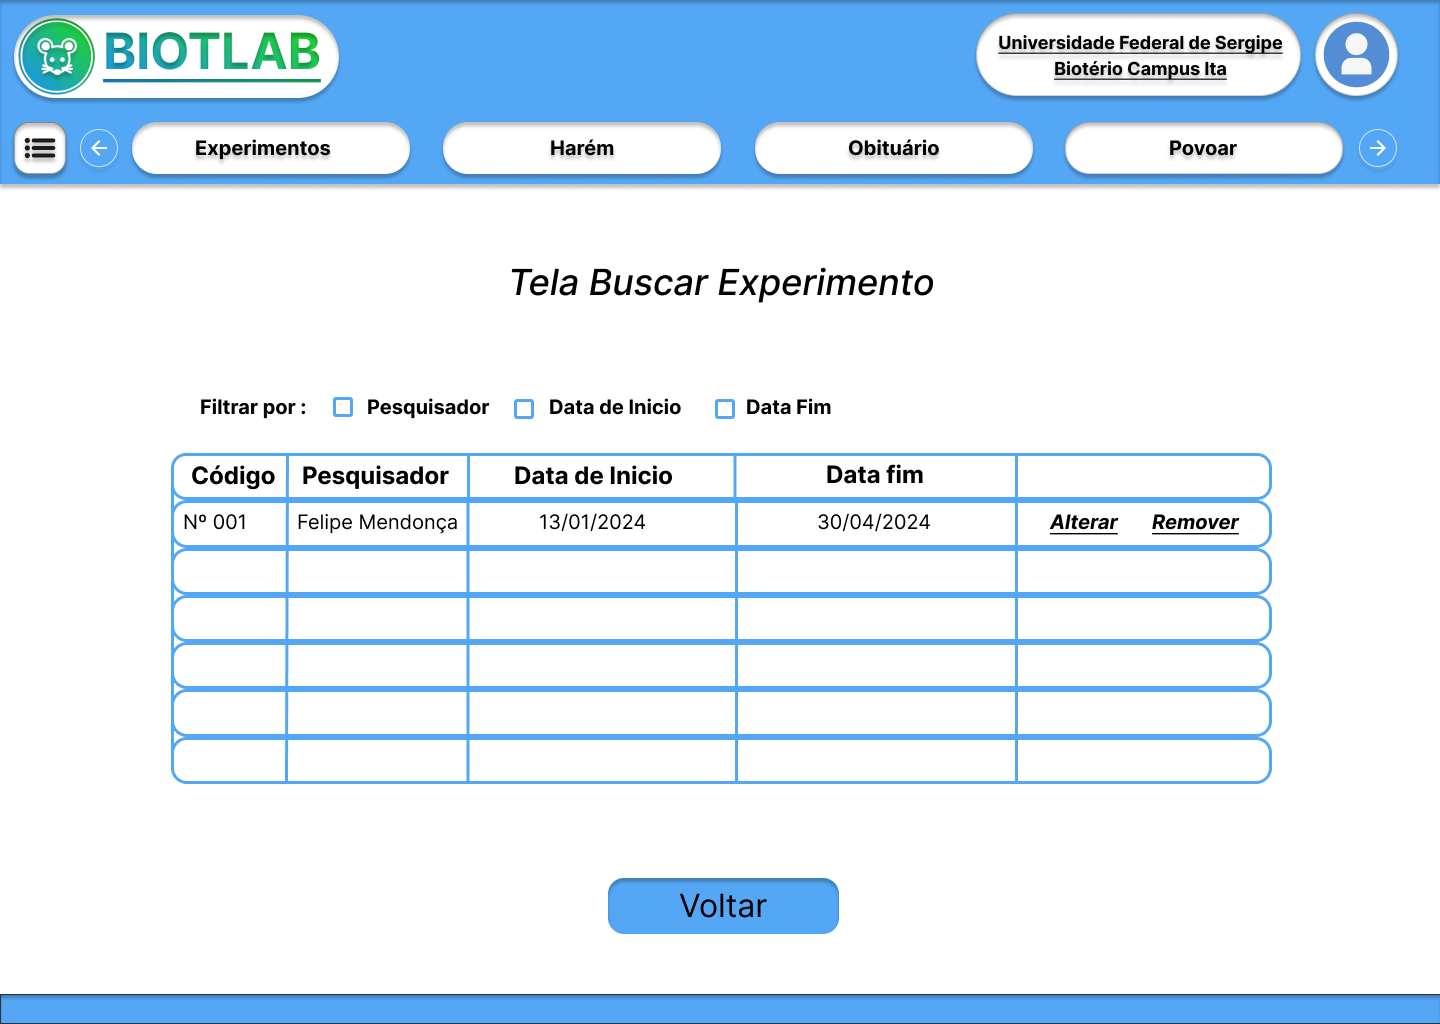 BIOTLAB
Universidade Federal de Sergipe
Biotério Campus Ita
Experimentos
Harém
Obituário
Povoar
Tela Buscar Experimento
Filtrar por : Pesquisador Data de Inicio Data Fim
Código Pesquisador Data de Inicio Data fim
Nº 001 Felipe Mendonça 13/01/2024 30/04/2024 Alterar Remover
Voltar